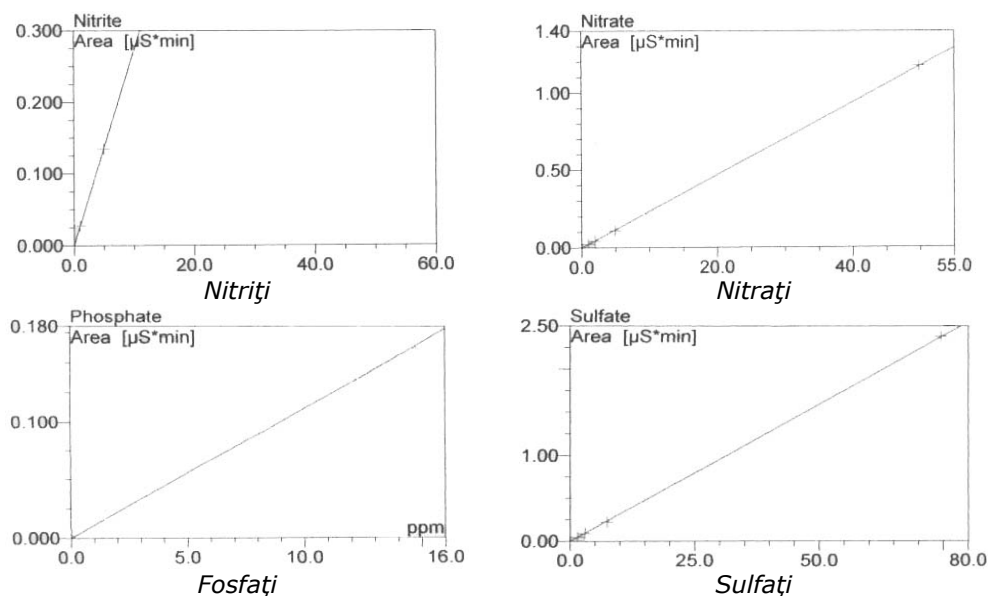 Nitrite
Area [µS*min]
0.300
0.200
0.100
0.000
0.0 20.0 40.0 60.0
Nitriţi
Nitrate
Area [µS*min]
1.40
1.00
0.50
0.00
0.0 20.0 40.0 55.0
Nitraţi
Phosphate
Area [µS*min]
0.180
0.100
0.000
ppm
0.0 5.0 10.0 16.0
Fosfaţi
Sulfate
Area [µS*min]
2.50
1.00
0.00
0.0 25.0 50.0 80.0
Sulfaţi